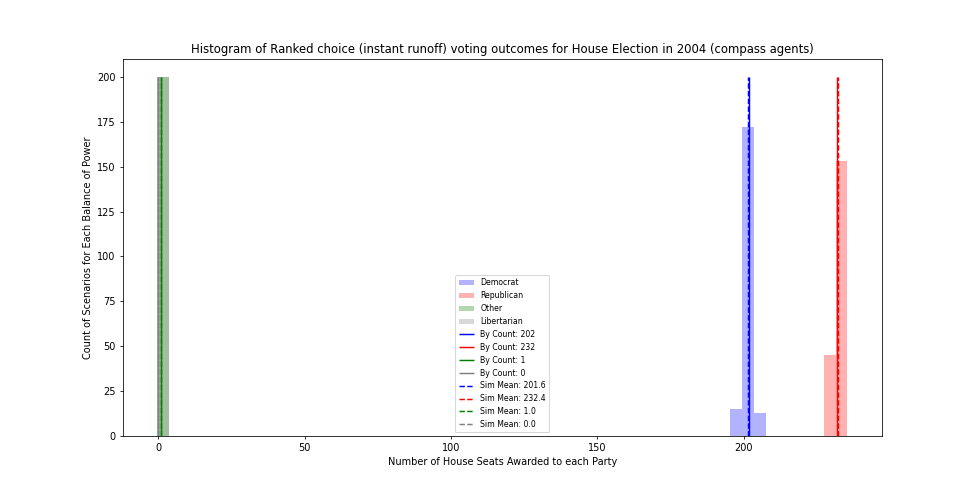 Histogram of Ranked choice (instant runoff) voting outcomes for House Election in 2004 (compass agents)
Count of Scenarios for Each Balance of Power
200
175
150
125
100
75
50
25
0
Democrat
Republican
Other
Libertarian
By Count: 202
By Count: 232
By Count: 1
By Count: 0
Sim Mean: 201.6
Sim Mean: 232.4
Sim Mean: 1.0
Sim Mean: 0.0
0 50 100 150 200
Number of House Seats Awarded to each Party